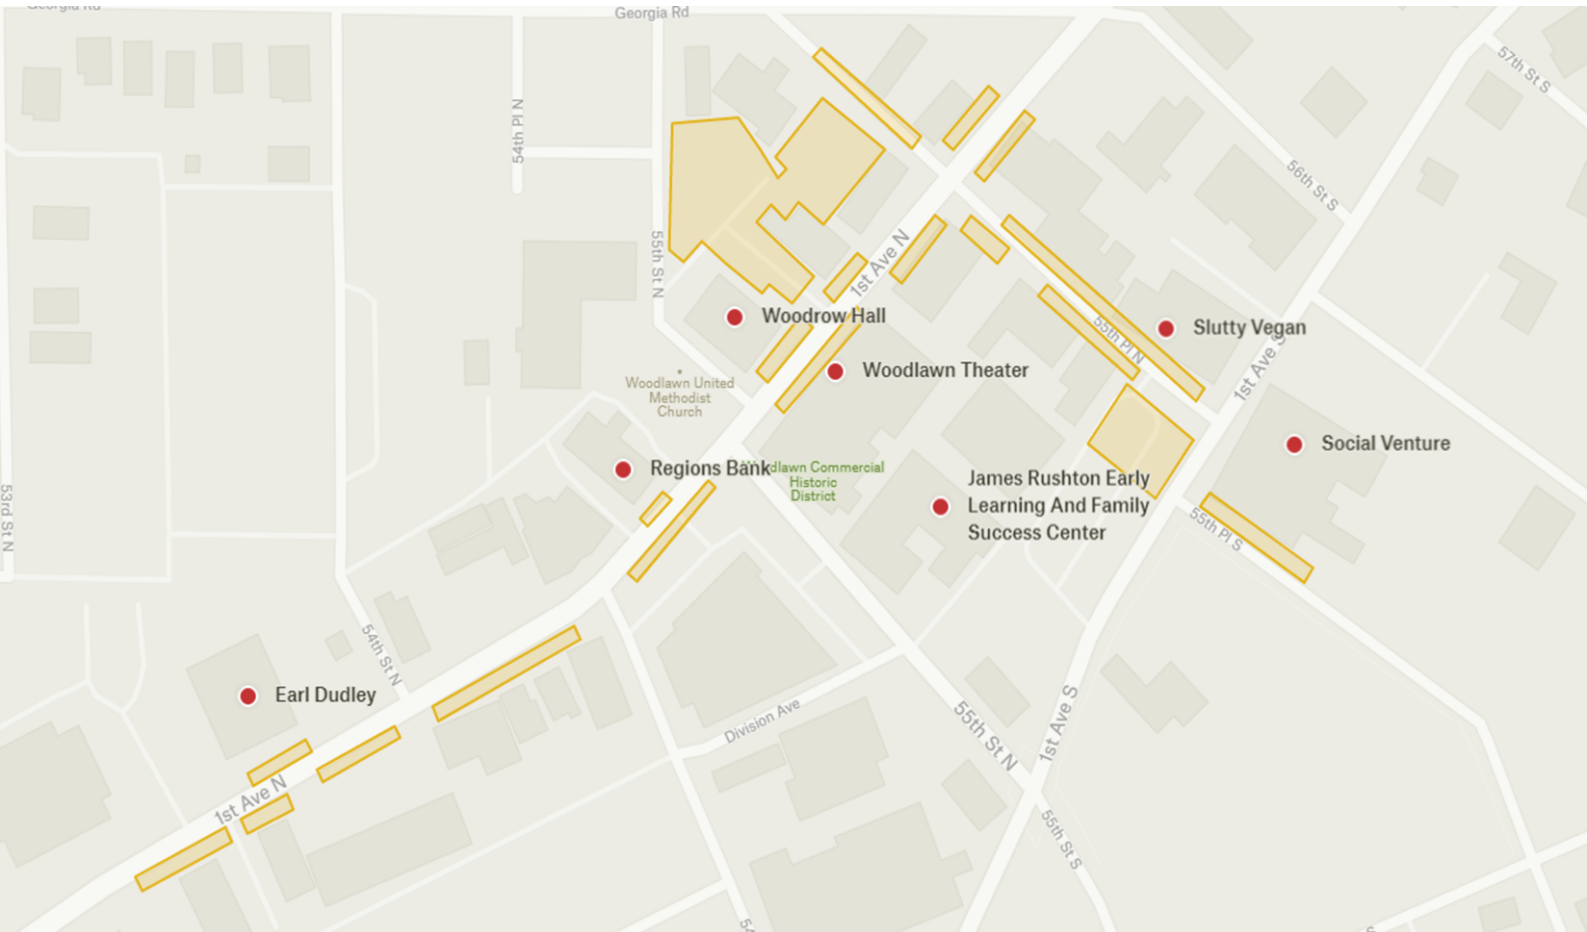 Georgia Rd
Georgia Rd
57th St S
54th Pl N
56th St S
55th St N
1st Ave N
Woodrow Hall
Slutty Vegan
55th Pl N
1st Ave S
Woodlawn Theater
Woodlawn United
Methodist
Church
Social Venture
Regions Bank
dlawn Commercial
Historic
District
James Rushton Early
Learning And Family
Success Center
53rd St N
55th Pl S
54th St N
Earl Dudley
Division Ave
55th St N
1st Ave S
1st Ave N
55th St S
54
S